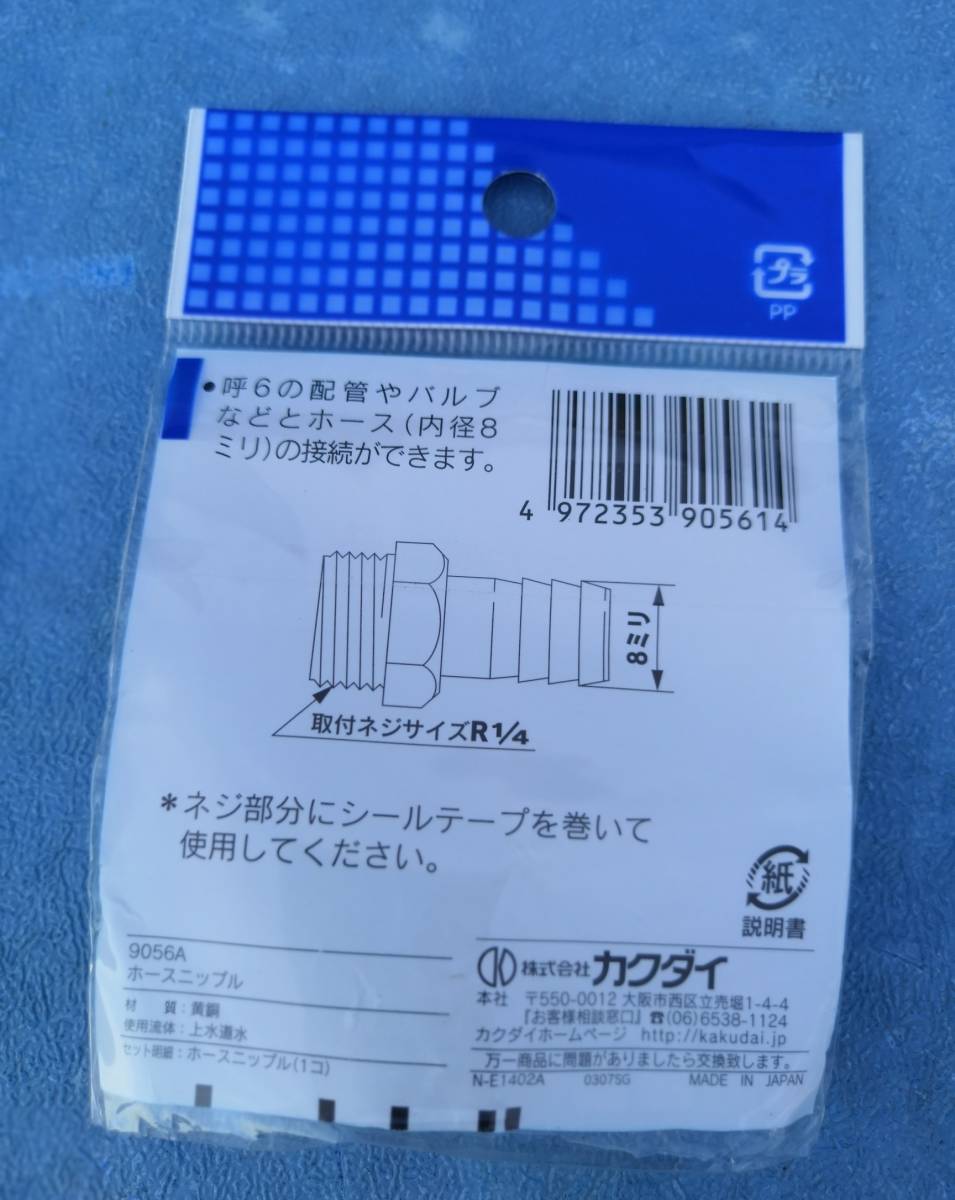 プラ
PP
•呼6の配管やバルブ
などとホース(内径8
ミリ)の接続ができます。
4 972353 905614
8ミリ
取付ネジサイズR1/4
*ネジ部分にシールテープを巻いて
使用してください。
紙
説明書
9056A
ホースニップル
材 質:黄銅
使用流体:上水道水
セット明細:ホースニップル(1コ)
株式会社カクダイ
本社 〒550-0012 大阪市西区立売堀1-4-4
『お客様相談窓口』☎(06)6538-1124
カクダイホームページ http://kakudai.jp
万一商品に問題がありましたら交換致します。
N-E1402A 0307SG MADE IN JAPAN